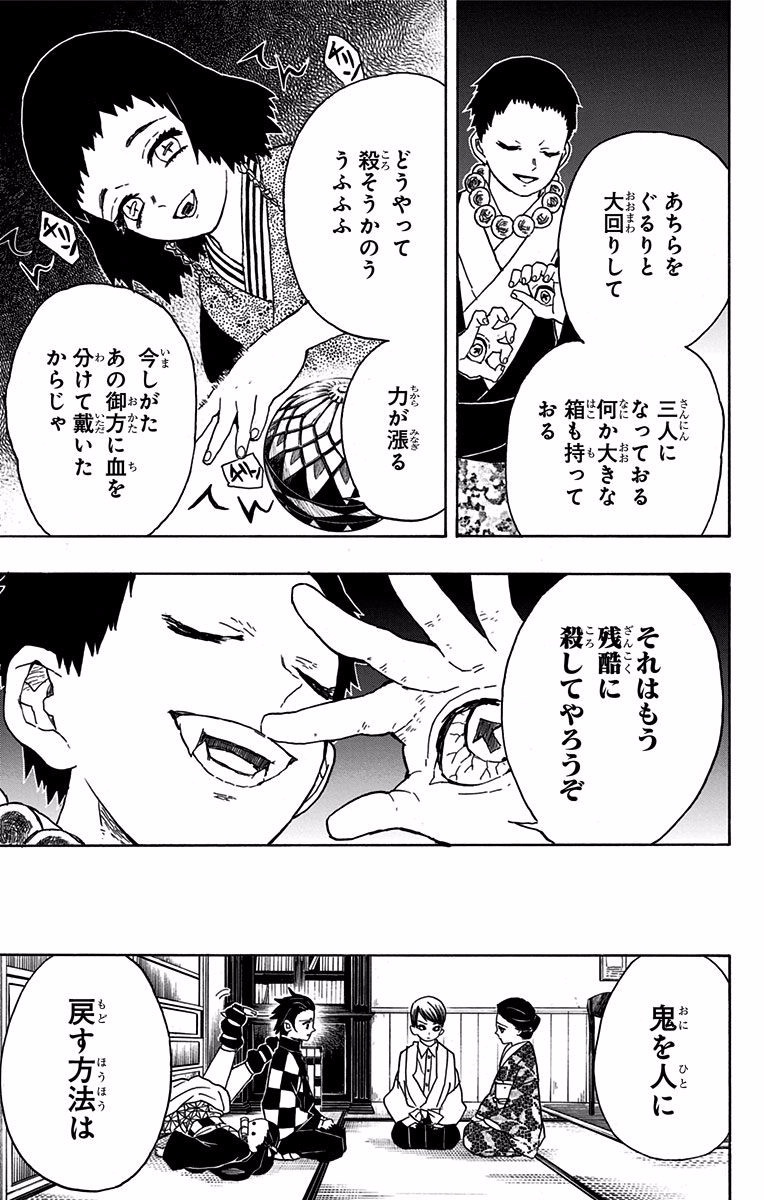 あちらを
ぐるりと
大回りして
三人に
なっておる
何か大きな
箱も持って
おる
どうやって
殺そうかのう
うふふふ
力が漲る
今しがた
あの御方に血を
分けて戴いた
からじゃ
それはもう
残酷に
殺してやろうぞ
鬼を人に
戻す方法は